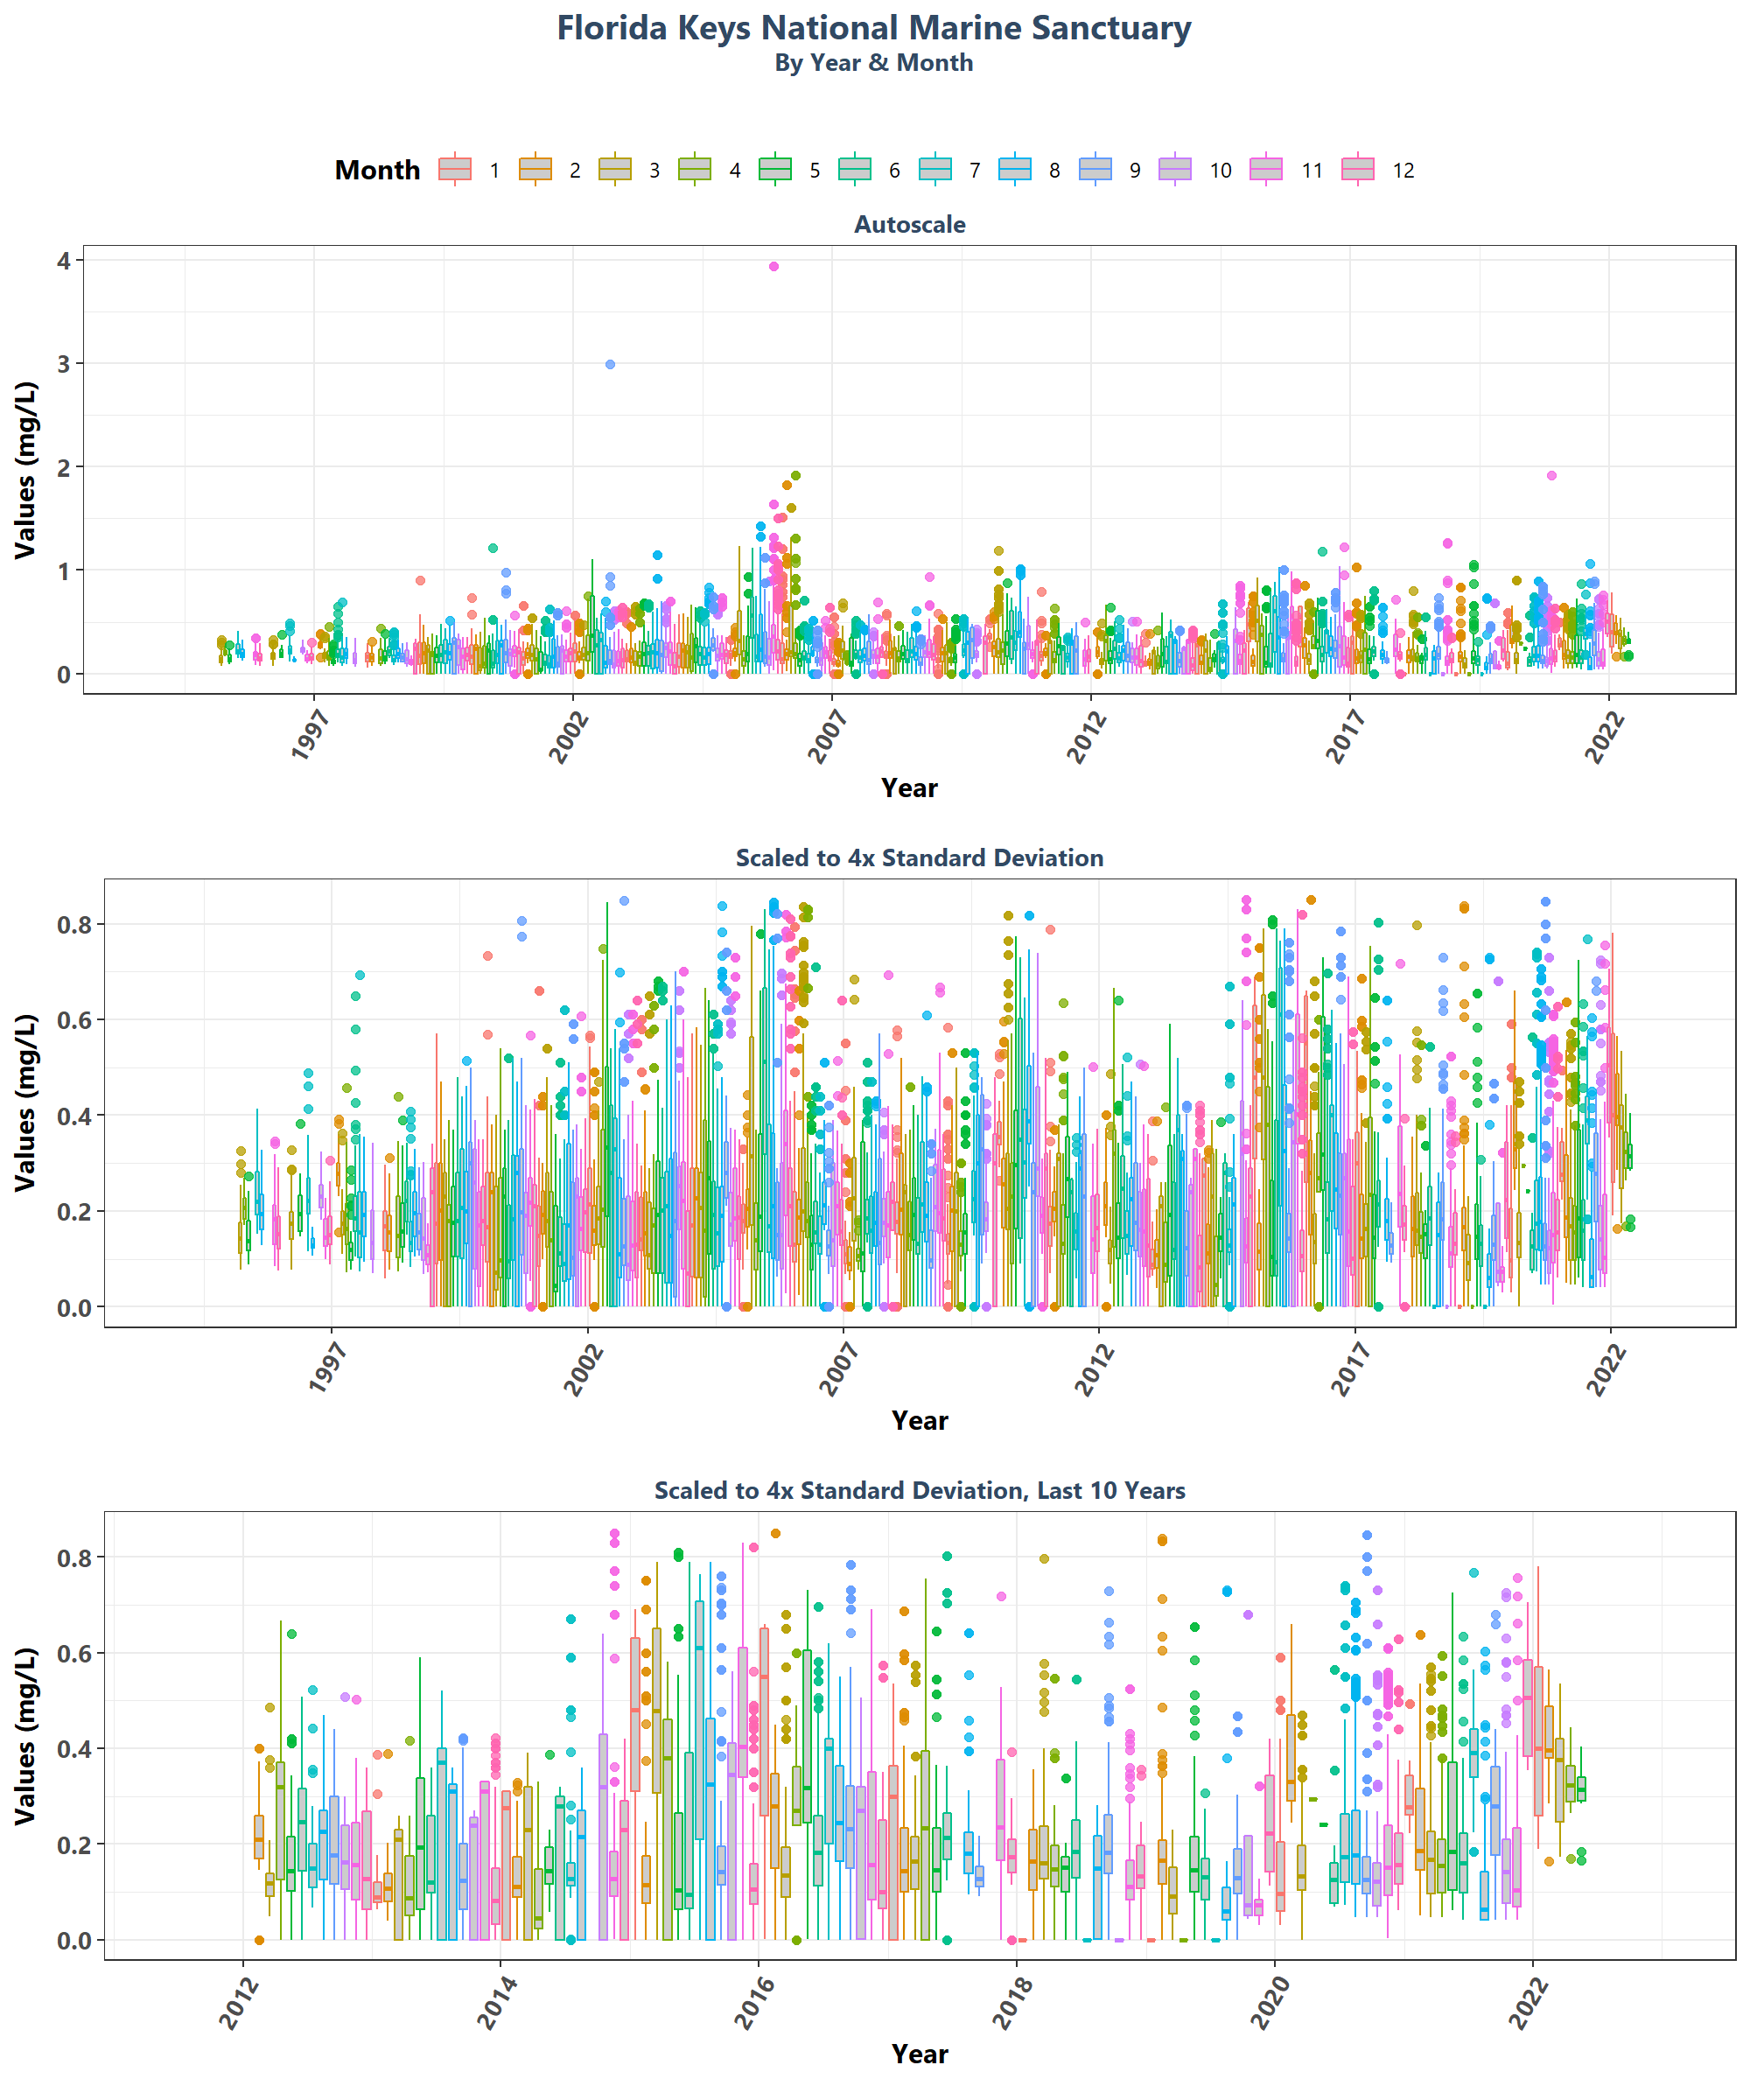 Florida Keys National Marine Sanctuary
By Year & Month
Month 1 2 3 4 5 6 7 8 9 10 11 12
Autoscale
Values (mg/L)
4
3
2
1
0
1997 2002 2007 2012 2017 2022
Year
Scaled to 4x Standard Deviation
Values (mg/L)
0.8
0.6
0.4
0.2
0.0
1997 2002 2007 2012 2017 2022
Year
Scaled to 4x Standard Deviation, Last 10 Years
Values (mg/L)
0.8
0.6
0.4
0.2
0.0
2012 2014 2016 2018 2020 2022
Year